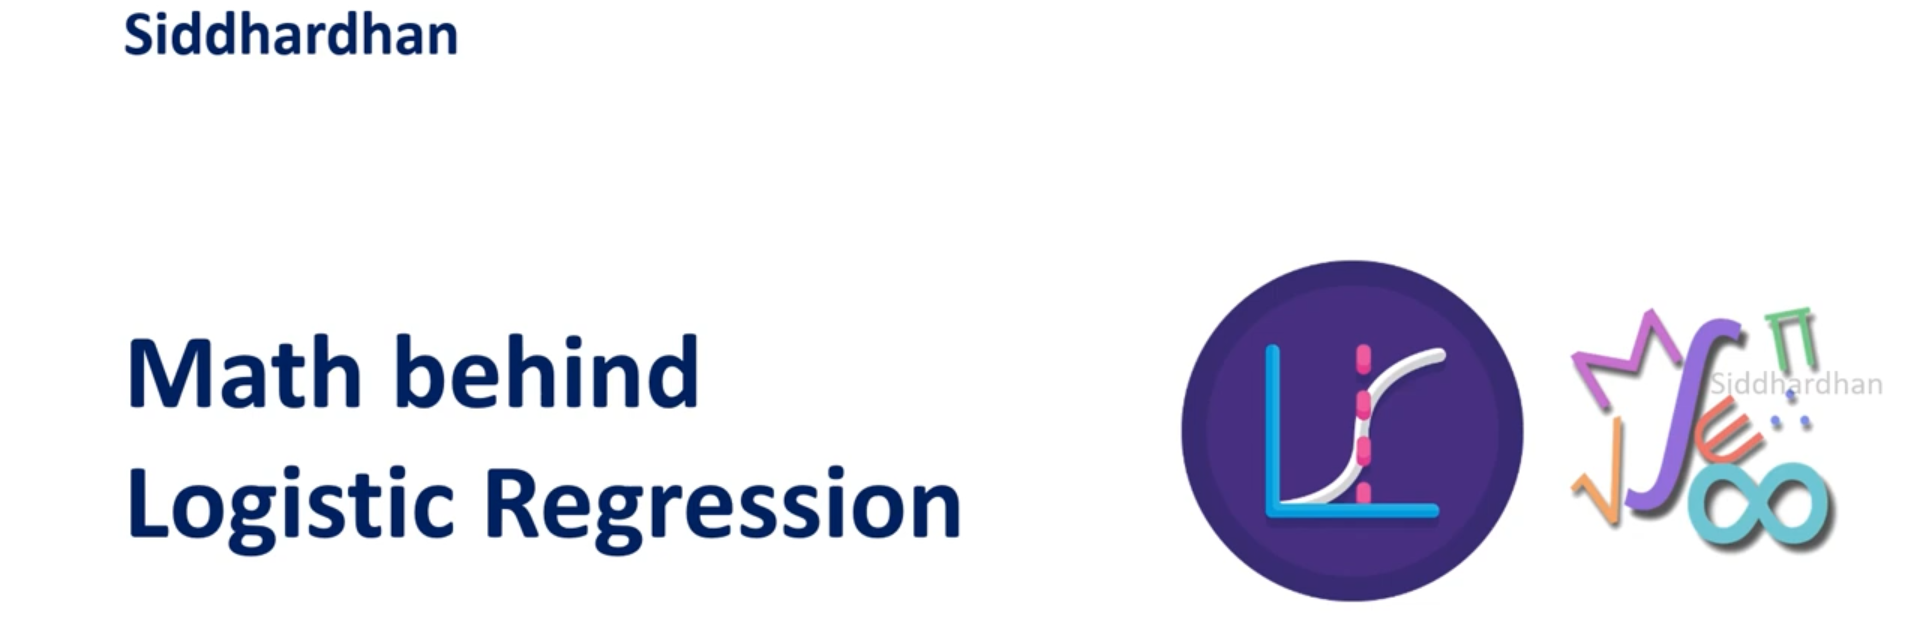 Siddhardhan
Math behind
Siddhardhan
Logistic Regression